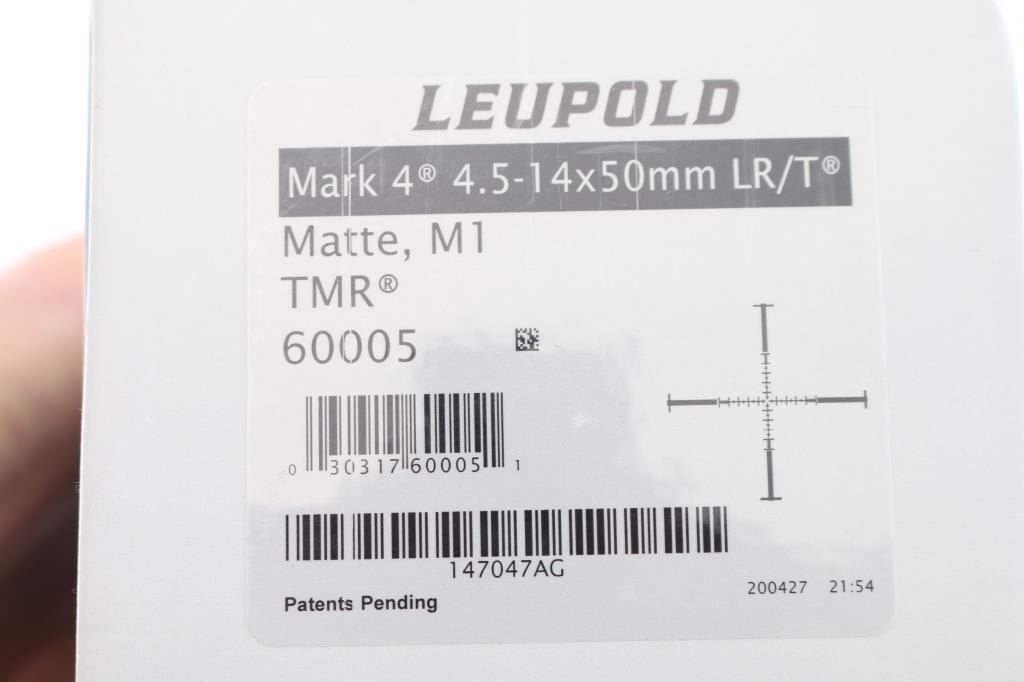 LEUPOLD
Mark 4® 4.5-14x50mm LR/T®
Matte, M1
TMR®
60005
0 30317 60005 1
147047AG
Patents Pending
200427 21:54